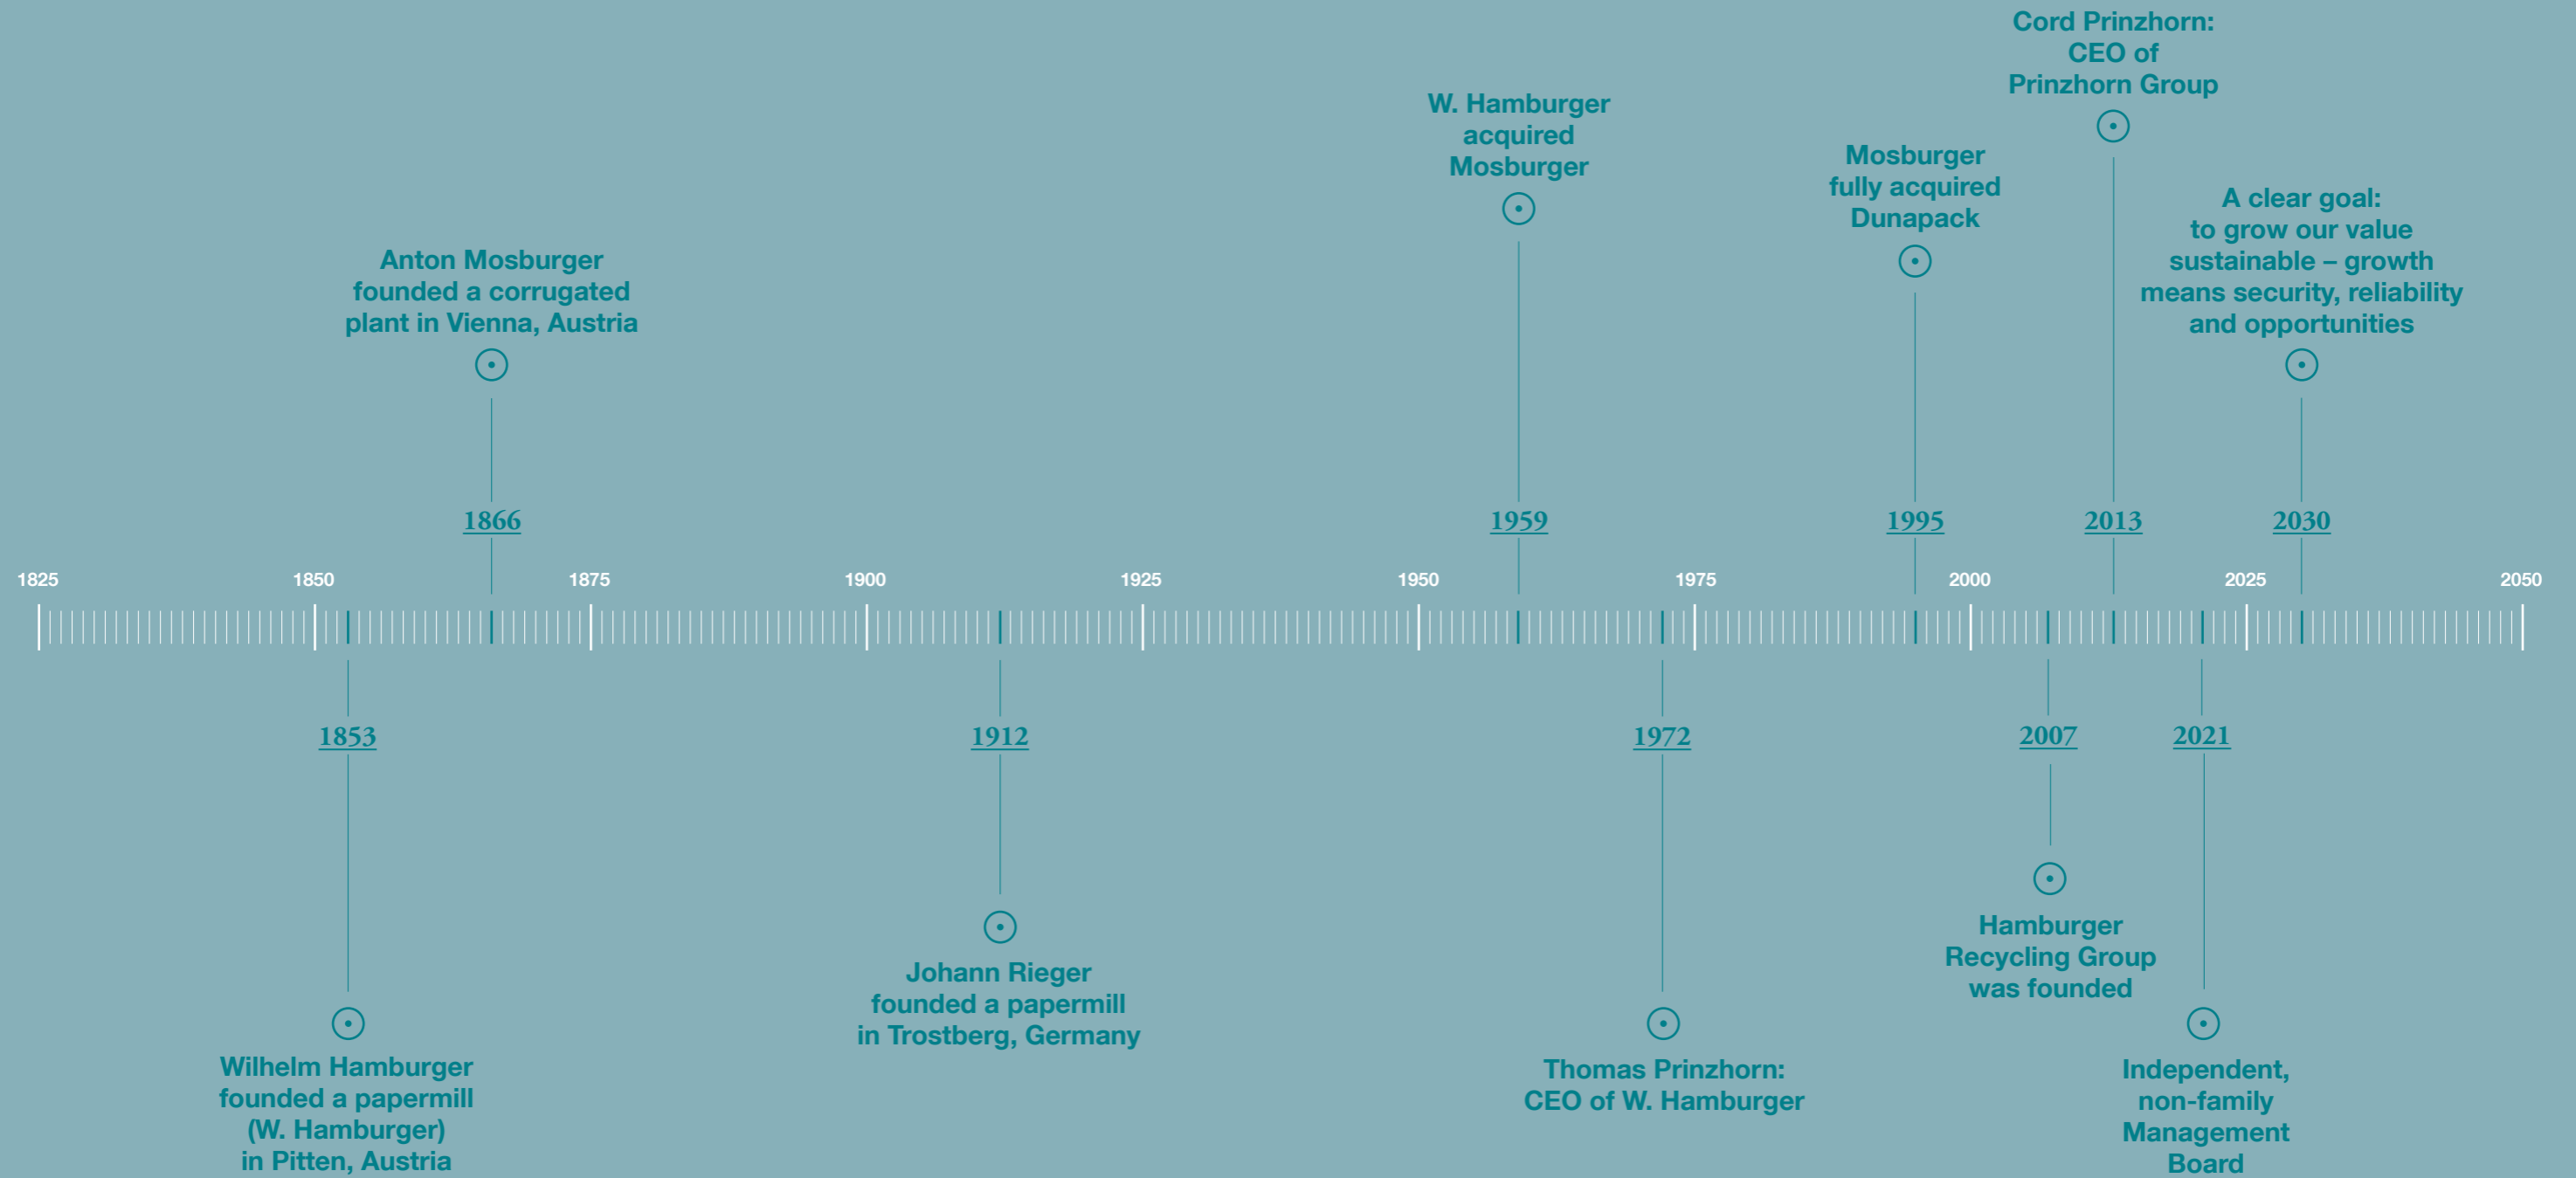 Cord Prinzhorn:
CEO of
Prinzhorn Group
W. Hamburger
acquired
Mosburger
Mosburger
fully acquired
Dunapack
A clear goal:
to grow our value
sustainable – growth
means security, reliability
and opportunities
Anton Mosburger
founded a corrugated
plant in Vienna, Austria
1866
1959
1995
2013
2030
1825
1850
1875
1900
1925
1950
1975
2000
2025
2050
1853
1912
1972
2007
2021
Hamburger
Recycling Group
was founded
Johann Rieger
founded a papermill
in Trostberg, Germany
Wilhelm Hamburger
founded a papermill
(W. Hamburger)
in Pitten, Austria
Thomas Prinzhorn:
CEO of W. Hamburger
Independent,
non-family
Management
Board